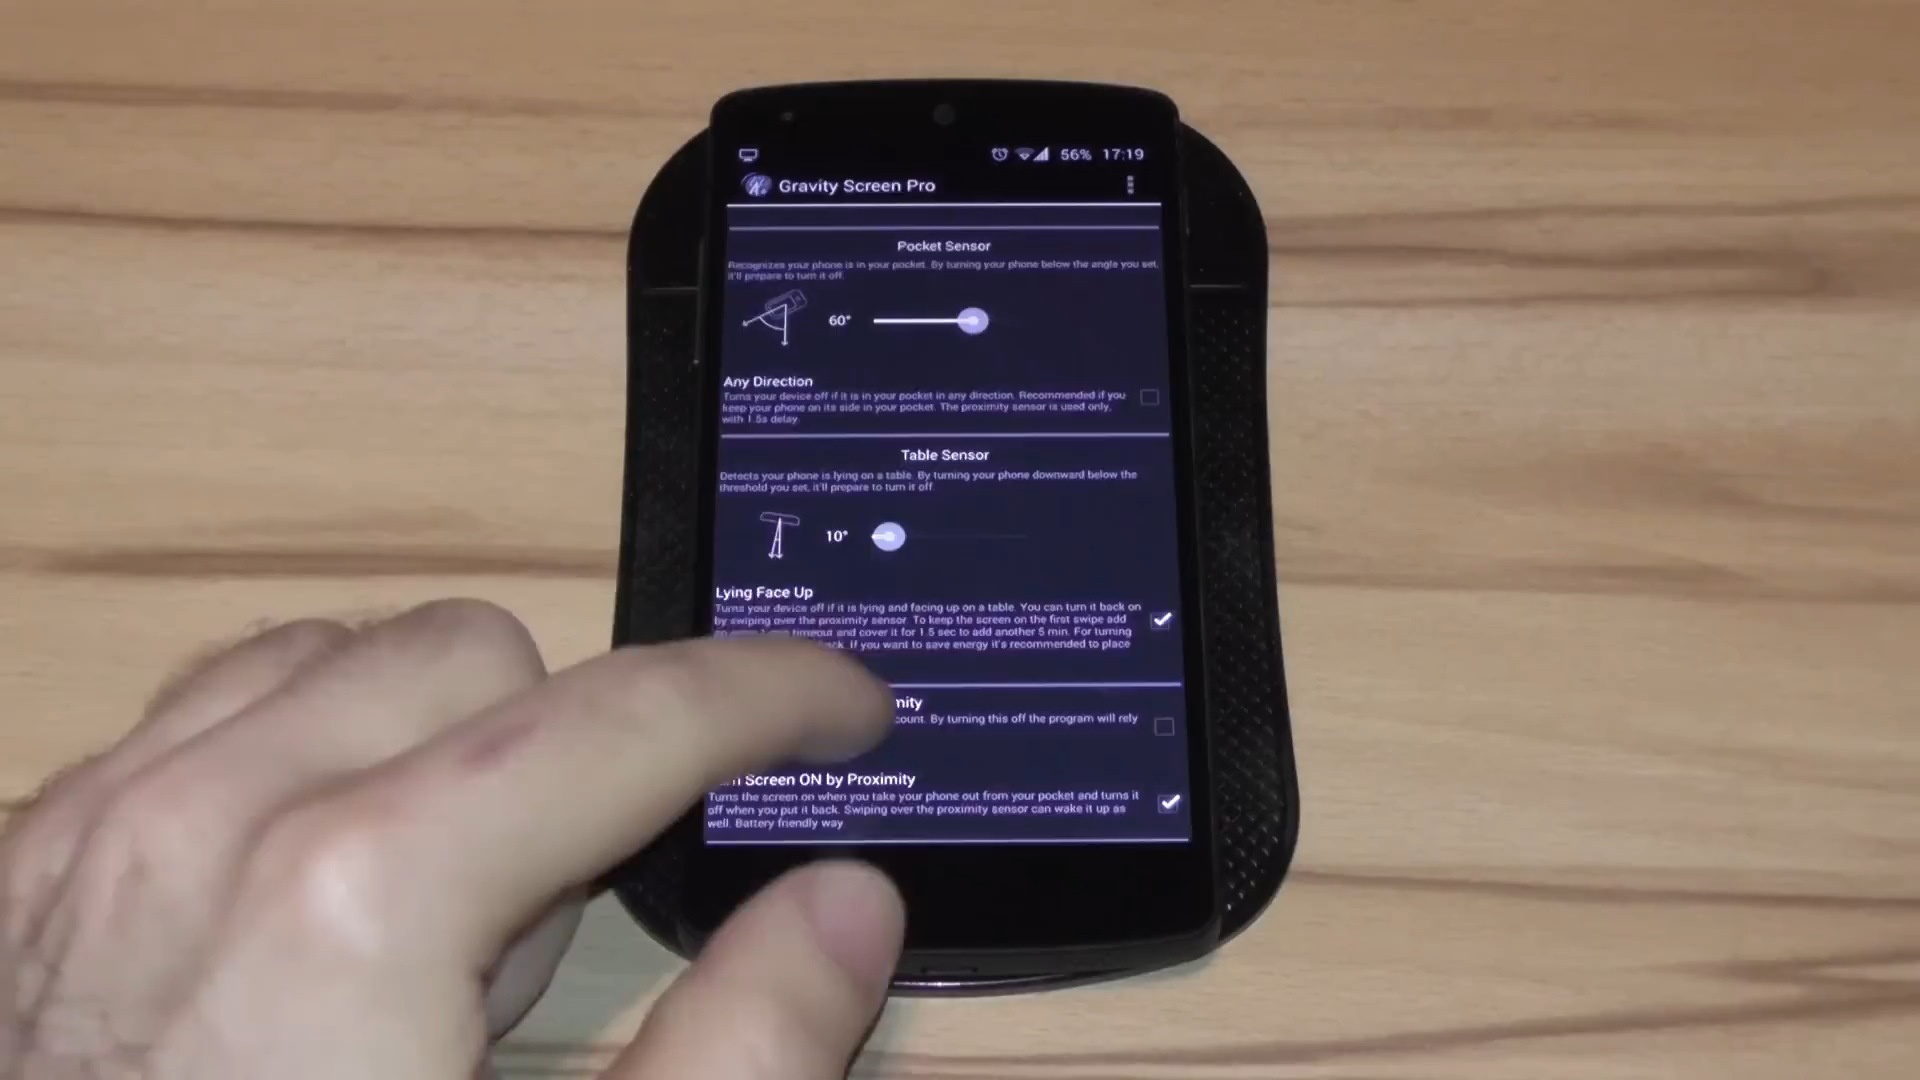 56% 17:19
Gravity Screen Pro
Pocket Sensor
Recognizes your phone is in your pocket. By turning your phone below the angle you set,
it'll prepare to turn it off.
60°
Any Direction
Turns your device off if it is in your pocket in any direction. Recommended if you
keep your phone on its side in your pocket. The proximity sensor is used only,
with 1.5s delay.
Table Sensor
Detects your phone is lying on a table. By turning your phone downward below the
threshold you set, it'll prepare to turn it off.
10°
Lying Face Up
Turns your device off if it is lying and facing up on a table. You can turn it back on
by swiping over the proximity sensor. To keep the screen on the first swipe add
timeout and cover it for 1.5 sec to add another 5 min. For turning
If you want to save energy it's recommended to place
mity
count. By turning this off the program will rely
n Screen ON by Proximity
Turns the screen on when you take your phone out from your pocket and turns it
off when you put it back. Swiping over the proximity sensor can wake it up as
well. Battery friendly way